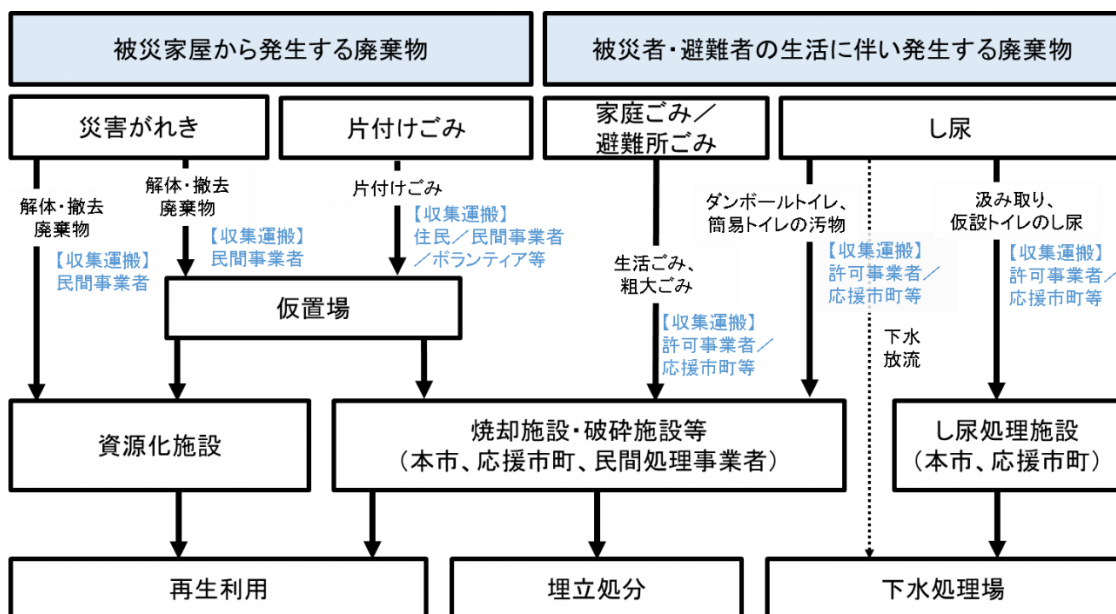 被災家屋から発生する廃棄物
被災者・避難者の生活に伴い発生する廃棄物
災害がれき
片付けごみ
家庭ごみ／
避難所ごみ
し尿
解体・撤去
廃棄物
【収集運搬】
民間事業者
解体・撤去
廃棄物
【収集運搬】
民間事業者
片付けごみ
【収集運搬】
住民／民間事業者
／ボランティア等
生活ごみ、
粗大ごみ
【収集運搬】
許可事業者／
応援市町等
ダンボールトイレ、
簡易トイレの汚物
【収集運搬】
許可事業者／
応援市町等
下水
放流
汲み取り、
仮設トイレのし尿
【収集運搬】
許可事業者／
応援市町等
仮置場
資源化施設
焼却施設・破砕施設等
（本市、応援市町、民間処理事業者）
し尿処理施設
（本市、応援市町）
再生利用
埋立処分
下水処理場